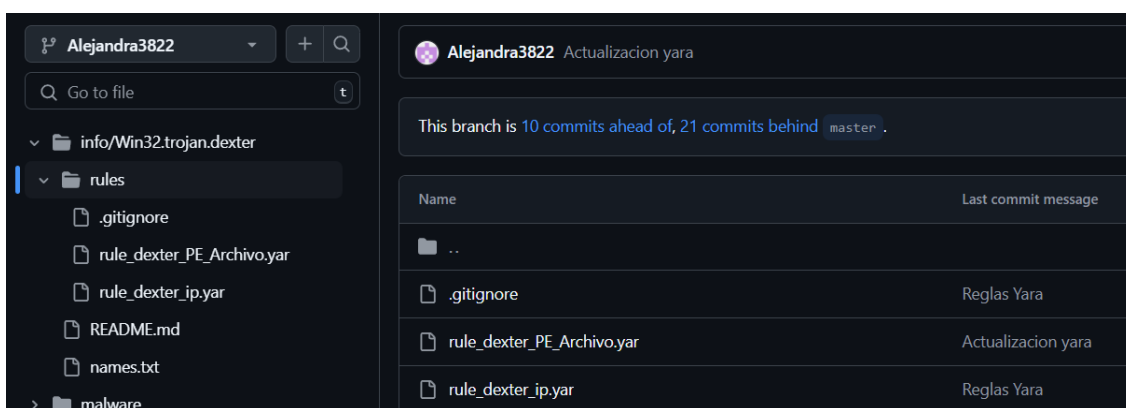 Alejandra3822
Go to file
t
info/Win32.trojan.dexter
rules
.gitignore
rule_dexter_PE_Archivo.yar
rule_dexter_ip.yar
README.md
names.txt
malware
Alejandra3822 Actualizacion yara
This branch is 10 commits ahead of, 21 commits behind master .
Name Last commit message
..
.gitignore Reglas Yara
rule_dexter_PE_Archivo.yar Actualizacion yara
rule_dexter_ip.yar Reglas Yara